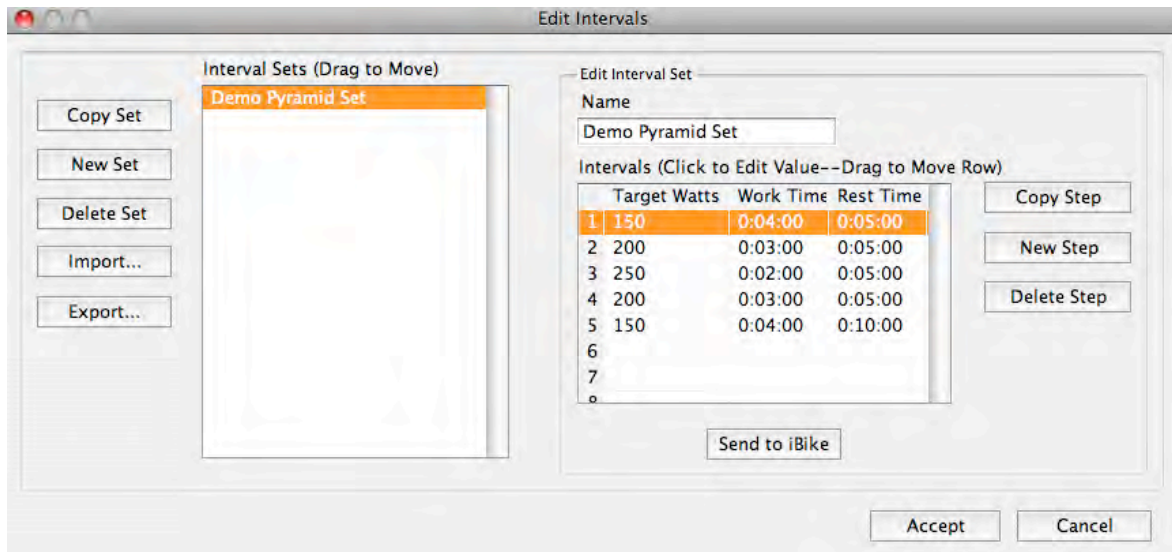 Edit Intervals
Interval Sets (Drag to Move)
Demo Pyramid Set
Copy Set
New Set
Delete Set
Import...
Export...
Edit Interval Set
Name
Demo Pyramid Set
Intervals (Click to Edit Value--Drag to Move Row)
Target Watts Work Time Rest Time
1 150 0:04:00 0:05:00
2 200 0:03:00 0:05:00
3 250 0:02:00 0:05:00
4 200 0:03:00 0:05:00
5 150 0:04:00 0:10:00
6
7
Copy Step
New Step
Delete Step
Send to iBike
Accept
Cancel